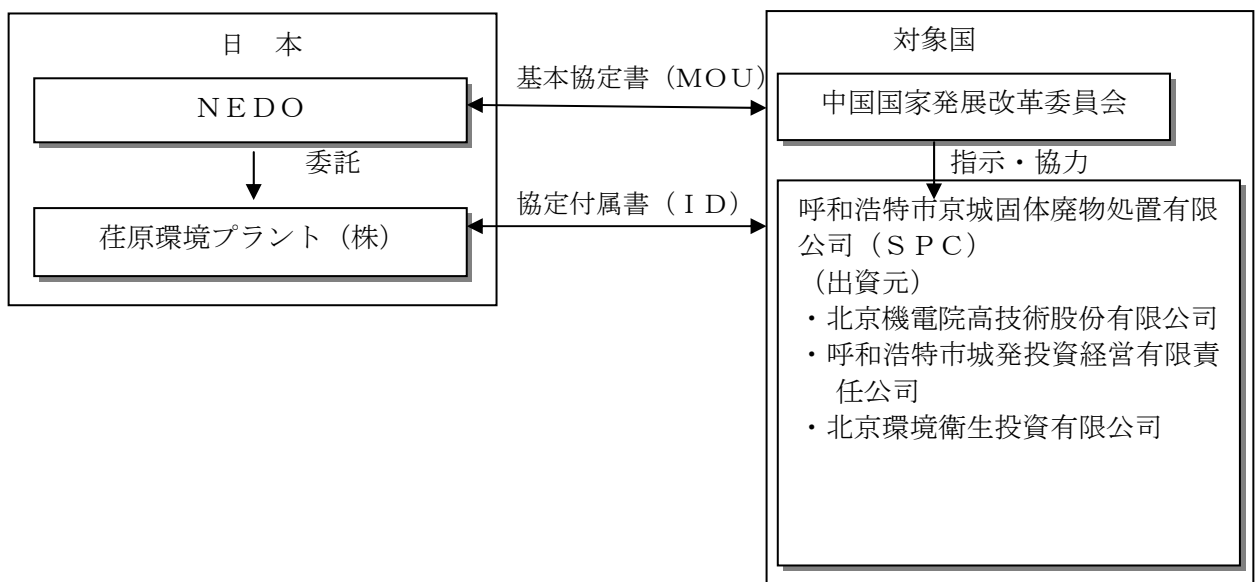 日　本
ＮＥＤＯ
委託
荏原環境プラント（株）
基本協定書（ＭＯＵ）
協定付属書（ＩＤ）
対象国
中国国家発展改革委員会
指示・協力
呼和浩特市京城固体廃物処置有限
公司（ＳＰＣ）
（出資元）
・北京機電院高技術股份有限公司
・呼和浩特市城発投資経営有限責
任公司
・北京環境衛生投資有限公司